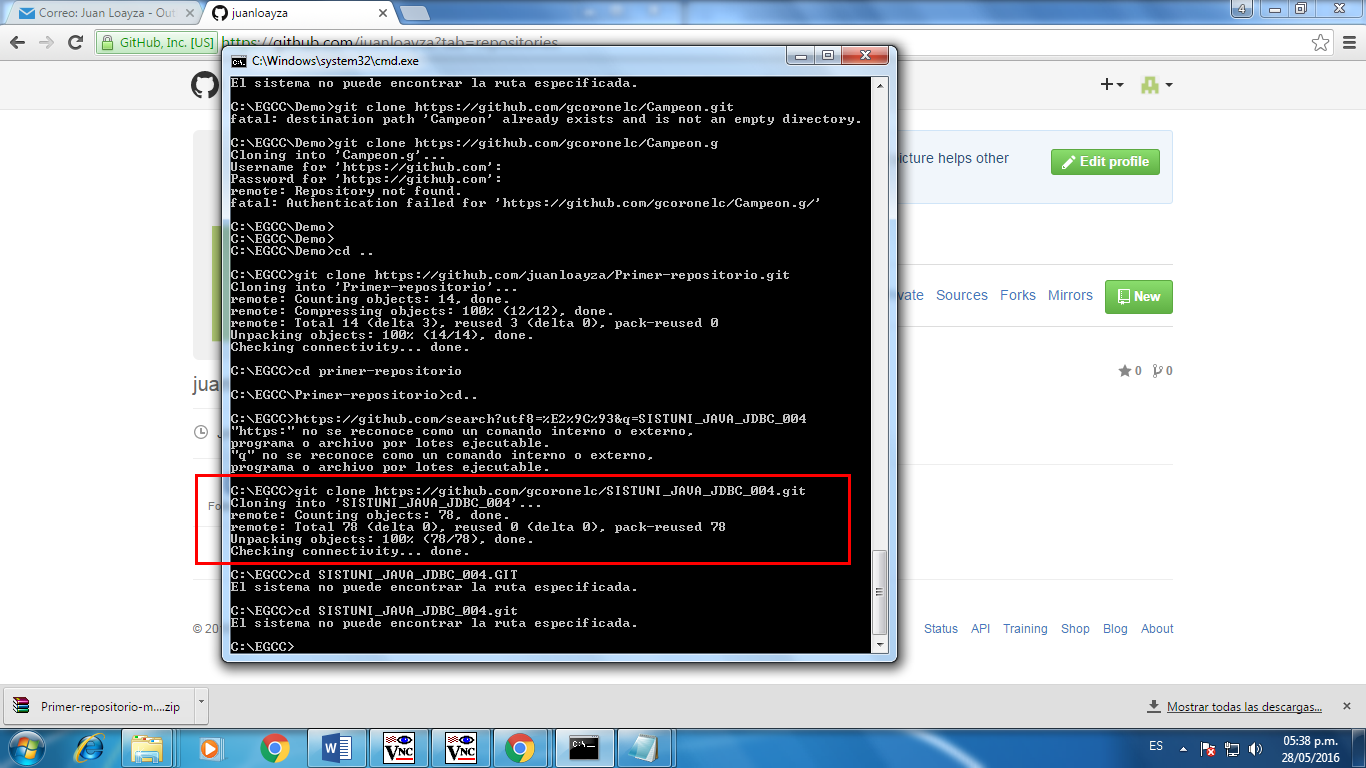 Correo: Juan Loayza - Out
juanloayza
4
GitHub, Inc. [US]
https://github.com/juanloayza?tab=repositories
C:\Windows\system32\cmd.exe
El sistema no puede encontrar la ruta especificada.
C:\EGCC\Demo>git clone https://github.com/gcoronelc/Campeon.git
fatal: destination path 'Campeon' already exists and is not an empty directory.
C:\EGCC\Demo>git clone https://github.com/gcoronelc/Campeon.g
Cloning into 'Campeon.g'...
Username for 'https://github.com':
Password for 'https://github.com':
remote: Repository not found.
fatal: Authentication failed for 'https://github.com/gcoronelc/Campeon.g/'
C:\EGCC\Demo>
C:\EGCC\Demo>
C:\EGCC\Demo>cd ..
C:\EGCC>git clone https://github.com/juanloayza/Primer-repositorio.git
Cloning into 'Primer-repositorio'...
remote: Counting objects: 14, done.
remote: Compressing objects: 100% (12/12), done.
remote: Total 14 (delta 3), reused 3 (delta 0), pack-reused 0
Unpacking objects: 100% (14/14), done.
Checking connectivity... done.
C:\EGCC>cd primer-repositorio
C:\EGCC\Primer-repositorio>cd..
C:\EGCC>https://github.com/search?utf8=%E2%9C%93&q=SISTUNI_JAVA_JDBC_004
"https:" no se reconoce como un comando interno o externo,
programa o archivo por lotes ejecutable.
"q" no se reconoce como un comando interno o externo,
programa o archivo por lotes ejecutable.
C:\EGCC>git clone https://github.com/gcoronelc/SISTUNI_JAVA_JDBC_004.git
Cloning into 'SISTUNI_JAVA_JDBC_004'...
remote: Counting objects: 78, done.
remote: Total 78 (delta 0), reused 0 (delta 0), pack-reused 78
Unpacking objects: 100% (78/78), done.
Checking connectivity... done.
C:\EGCC>cd SISTUNI_JAVA_JDBC_004.GIT
El sistema no puede encontrar la ruta especificada.
C:\EGCC>cd SISTUNI_JAVA_JDBC_004.git
El sistema no puede encontrar la ruta especificada.
C:\EGCC>
icture helps other
Edit profile
vate Sources Forks Mirrors
New
0 0
jua
J
Fo
© 20
Status API Training Shop Blog About
Primer-repositorio-m....zip
Mostrar todas las descargas...
W
VNC
VNC
C:\
ES
05:38 p.m.
28/05/2016